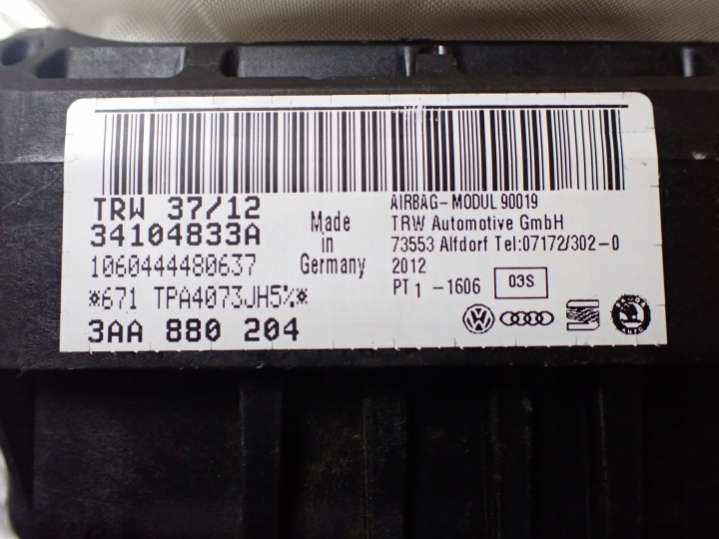 TRW 37/12
34104833A
1060444480637
*671 TPA4073JH5%*
3AA 880 204
Made
in
Germany
AIRBAG-MODUL 90019
TRW Automotive GmbH
73553 Alfdorf Tel:07172/302-0
2012
PT 1 -1606 03S